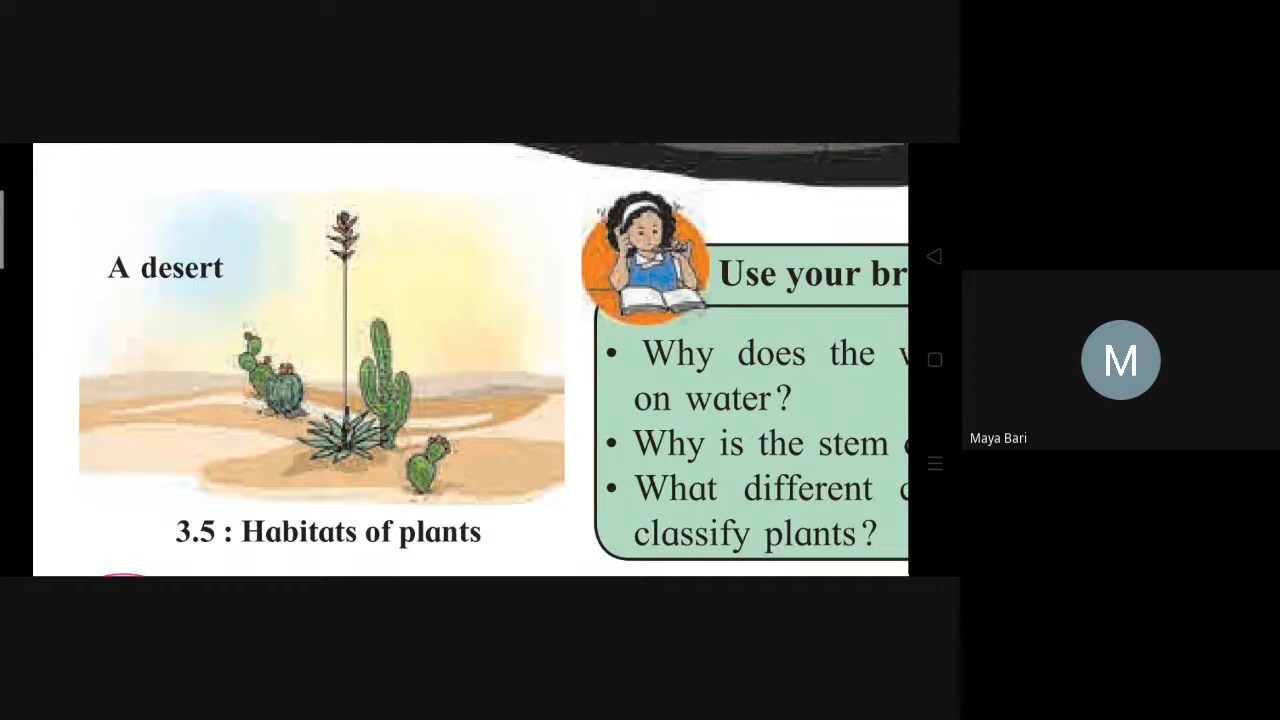 A desert
3.5 : Habitats of plants
Use your
• Why does the
on water?
• Why is the stem
• What different
classify plants?
M
Maya Bari